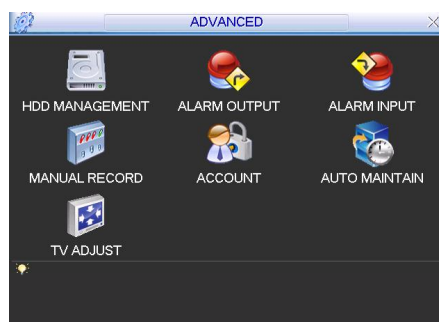 ADVANCED
HDD MANAGEMENT ALARM OUTPUT ALARM INPUT
MANUAL RECORD ACCOUNT AUTO MAINTAIN
TV ADJUST